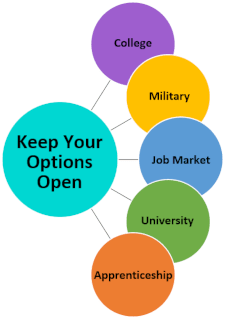 College
Military
Keep Your
Options
Open
Job Market
University
Apprenticeship